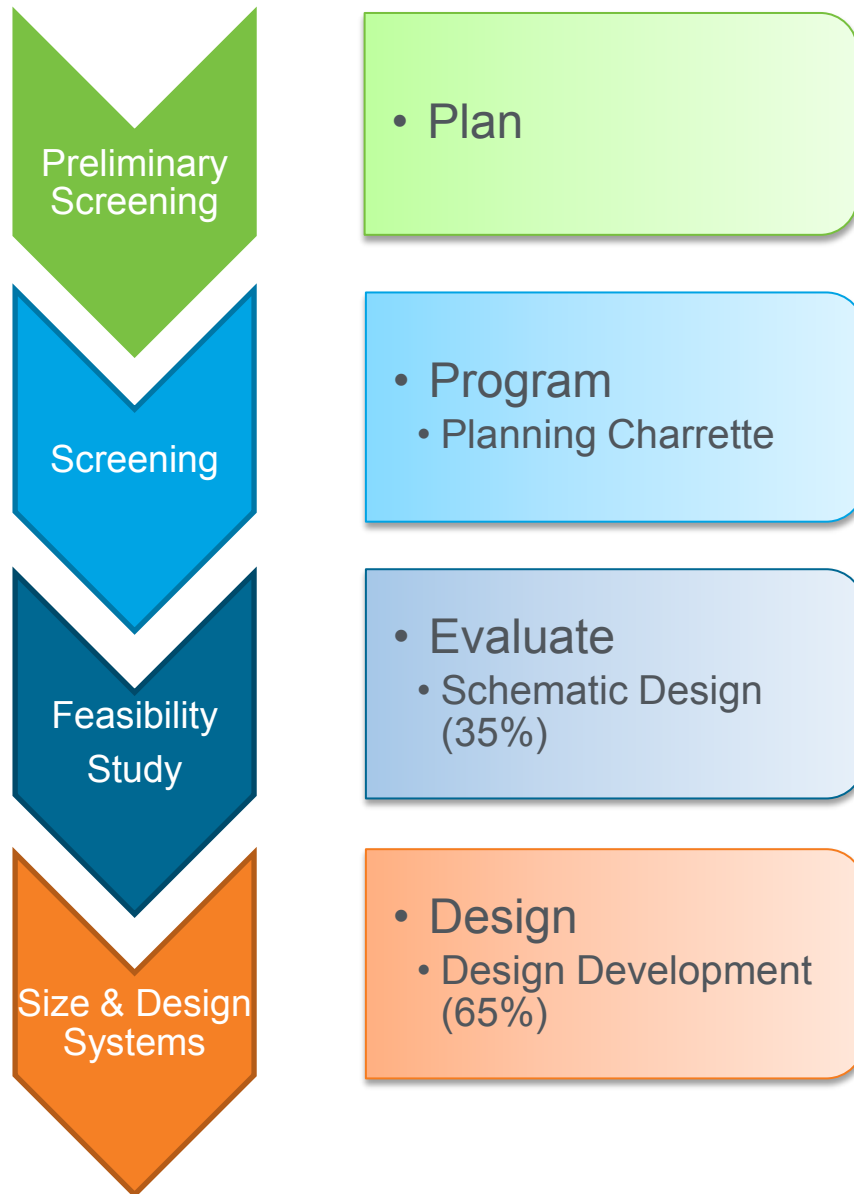 Preliminary
Screening
• Plan
Screening
• Program
• Planning Charrette
Feasibility
Study
• Evaluate
• Schematic Design
(35%)
Size & Design
Systems
• Design
• Design Development
(65%)